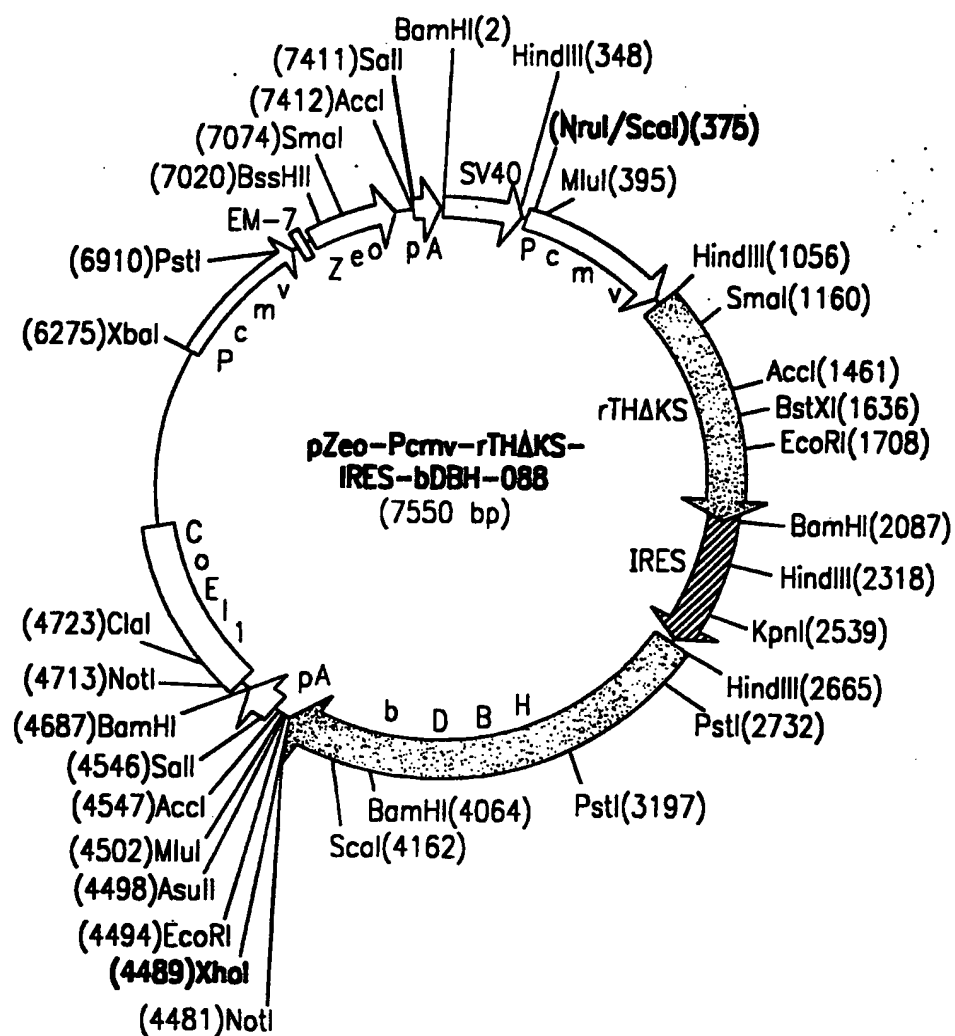 BamHI(2)
HindIII(348)
(NruI/ScaI)(375)
MluI(395)
SV40
Pcmv
HindIII(1056)
SmaI(1160)
AccI(1461)
BstXI(1636)
EcoRI(1708)
rTHΔKS
BamHI(2087)
IRES
HindIII(2318)
KpnI(2539)
HindIII(2665)
PstI(2732)
PstI(3197)
bDBH
BamHI(4064)
ScaI(4162)
pA
(4481)NotI
(4489)XhoI
(4494)EcoRI
(4498)AsuII
(4502)MluI
(4547)AccI
(4546)SalI
(4687)BamHI
(4713)NotI
(4723)ClaI
CoE11
(6275)XbaI
Pcmv
(6910)PstI
EM-7
(7020)BssHII
(7074)SmaI
Zeo
(7412)AccI
(7411)SalI
pA
pZeo-Pcmv-rTHΔKS-
IRES-bDBH-088
(7550 bp)